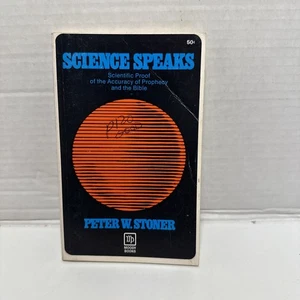 50¢
SCIENCE SPEAKS
Scientific Proof
of the Accuracy of Prophecy
and the Bible
PETER W. STONER
MOODY
BOOKS